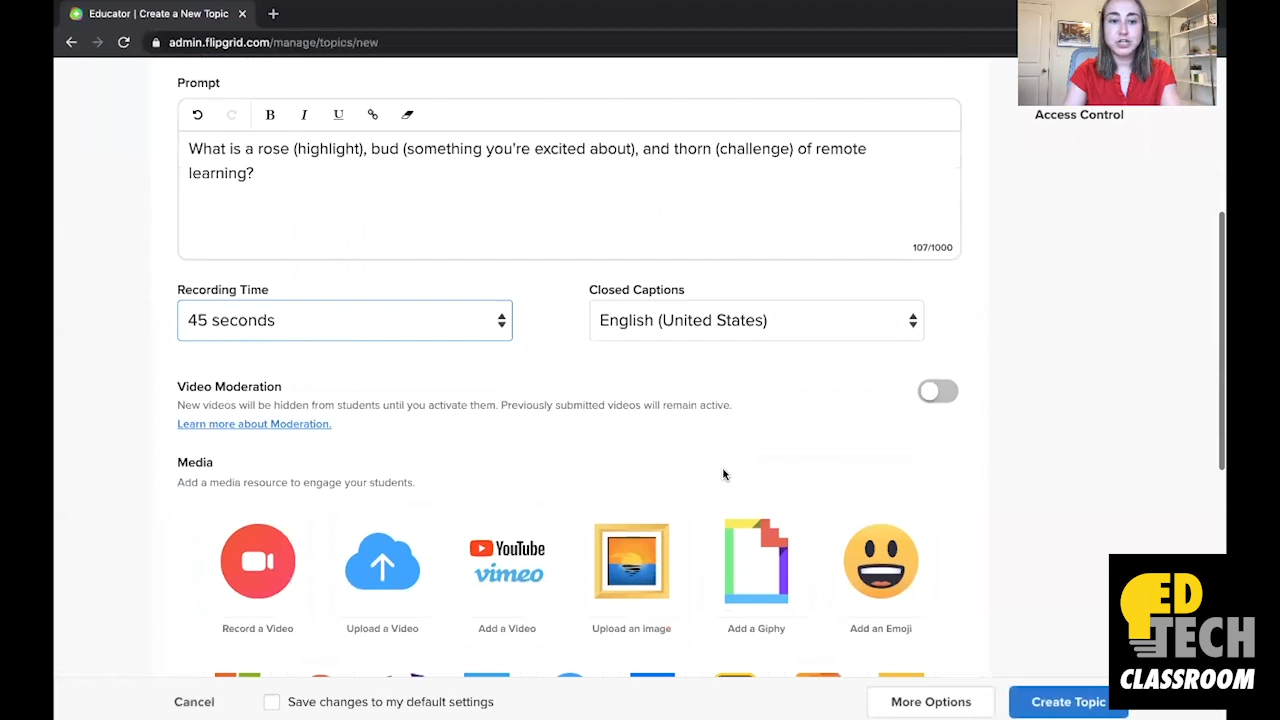 Educator | Create a New Topic
admin.flipgrid.com/manage/topics/new
Access Control
Prompt
B I U
What is a rose (highlight), bud (something you're excited about), and thorn (challenge) of remote
learning?
107/1000
Recording Time
Closed Captions
45 seconds
English (United States)
Video Moderation
New videos will be hidden from students until you activate them. Previously submitted videos will remain active.
Learn more about Moderation.
Media
Add a media resource to engage your students.
YouTube
vimeo
Record a Video
Upload a Video
Add a Video
Upload an image
Add a Giphy
Add an Emoji
Cancel
Save changes to my default settings
More Options
Create Topic
ED
TECH
CLASSROOM